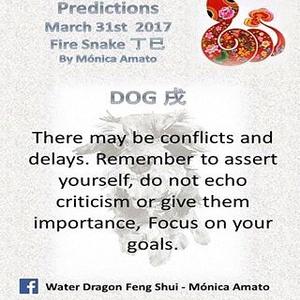 Predictions
March 31st 2017
Fire Snake 丁巳
By Mónica Amato
DOG 戌
There may be conflicts and
delays. Remember to assert
yourself, do not echo
criticism or give them
importance, Focus on your
goals.
f Water Dragon Feng Shui - Mónica Amato